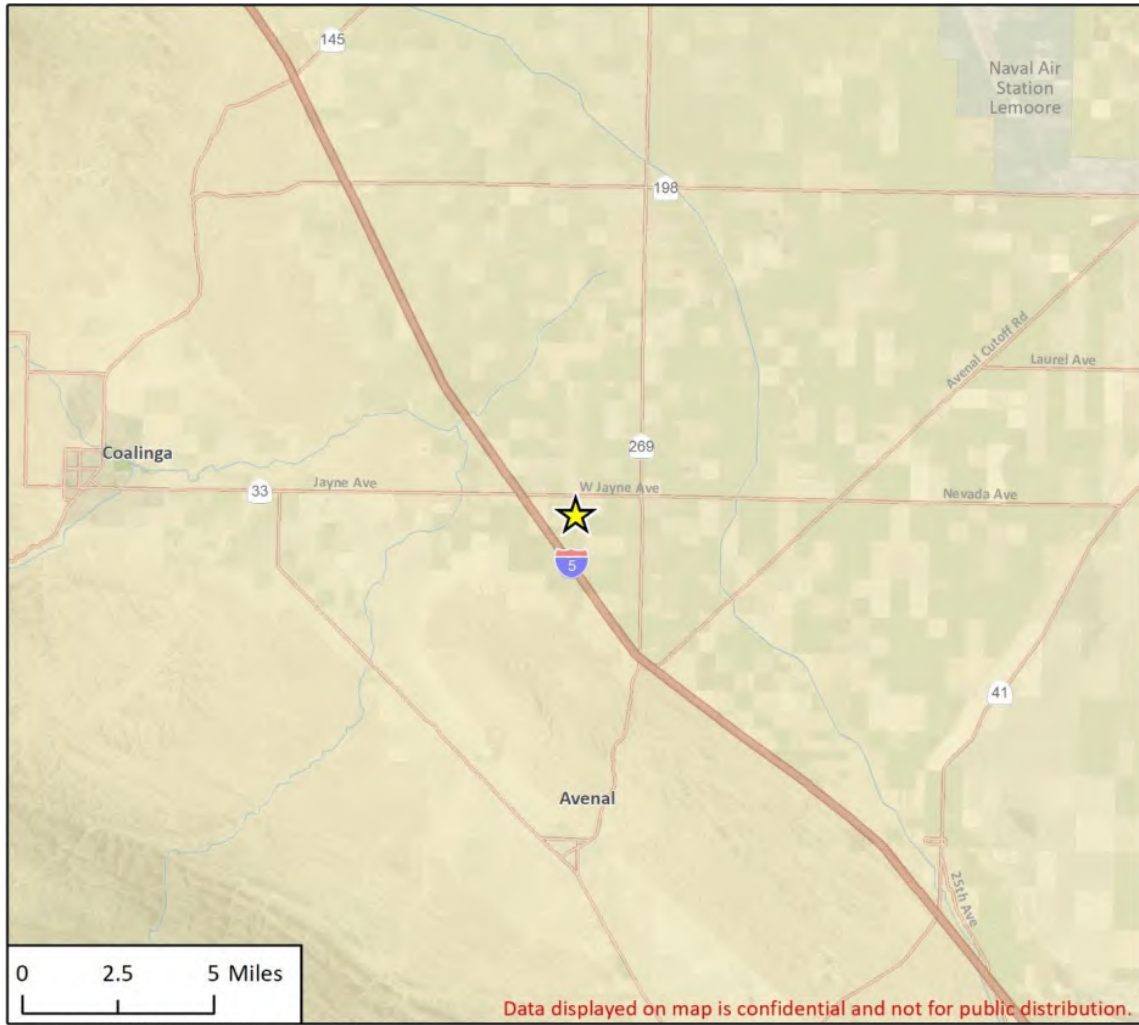 145
Naval Air
Station
Lemoore
198
Avenal Cutoff Rd
Laurel Ave
269
Coalinga
Jayne Ave
33
W Jayne Ave
Nevada Ave
5
41
Avenal
25th Ave
0 2.5 5 Miles
Data displayed on map is confidential and not for public distribution.